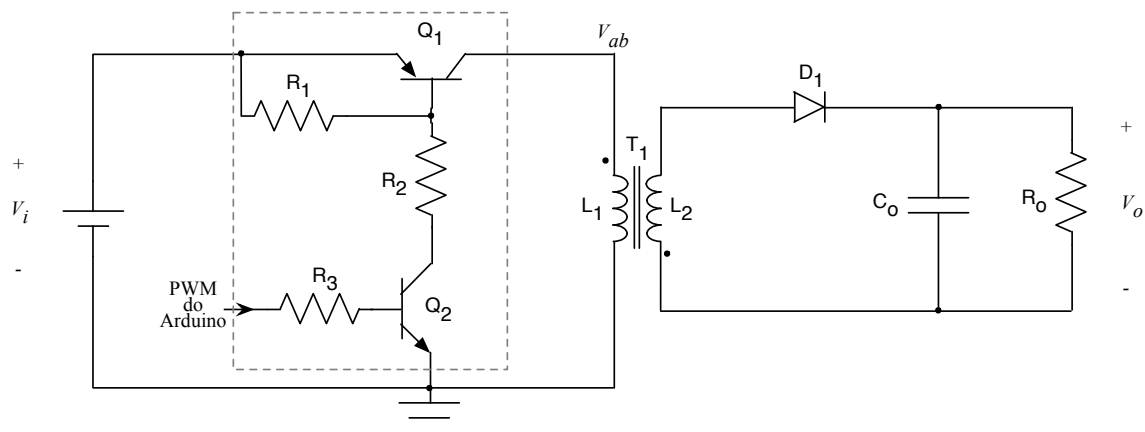 Q1
Vab
R1
D1
+
+
T1
R2
Vi
L1
L2
Co
Ro
Vo
-
R3
-
PWM
do
Arduino
Q2